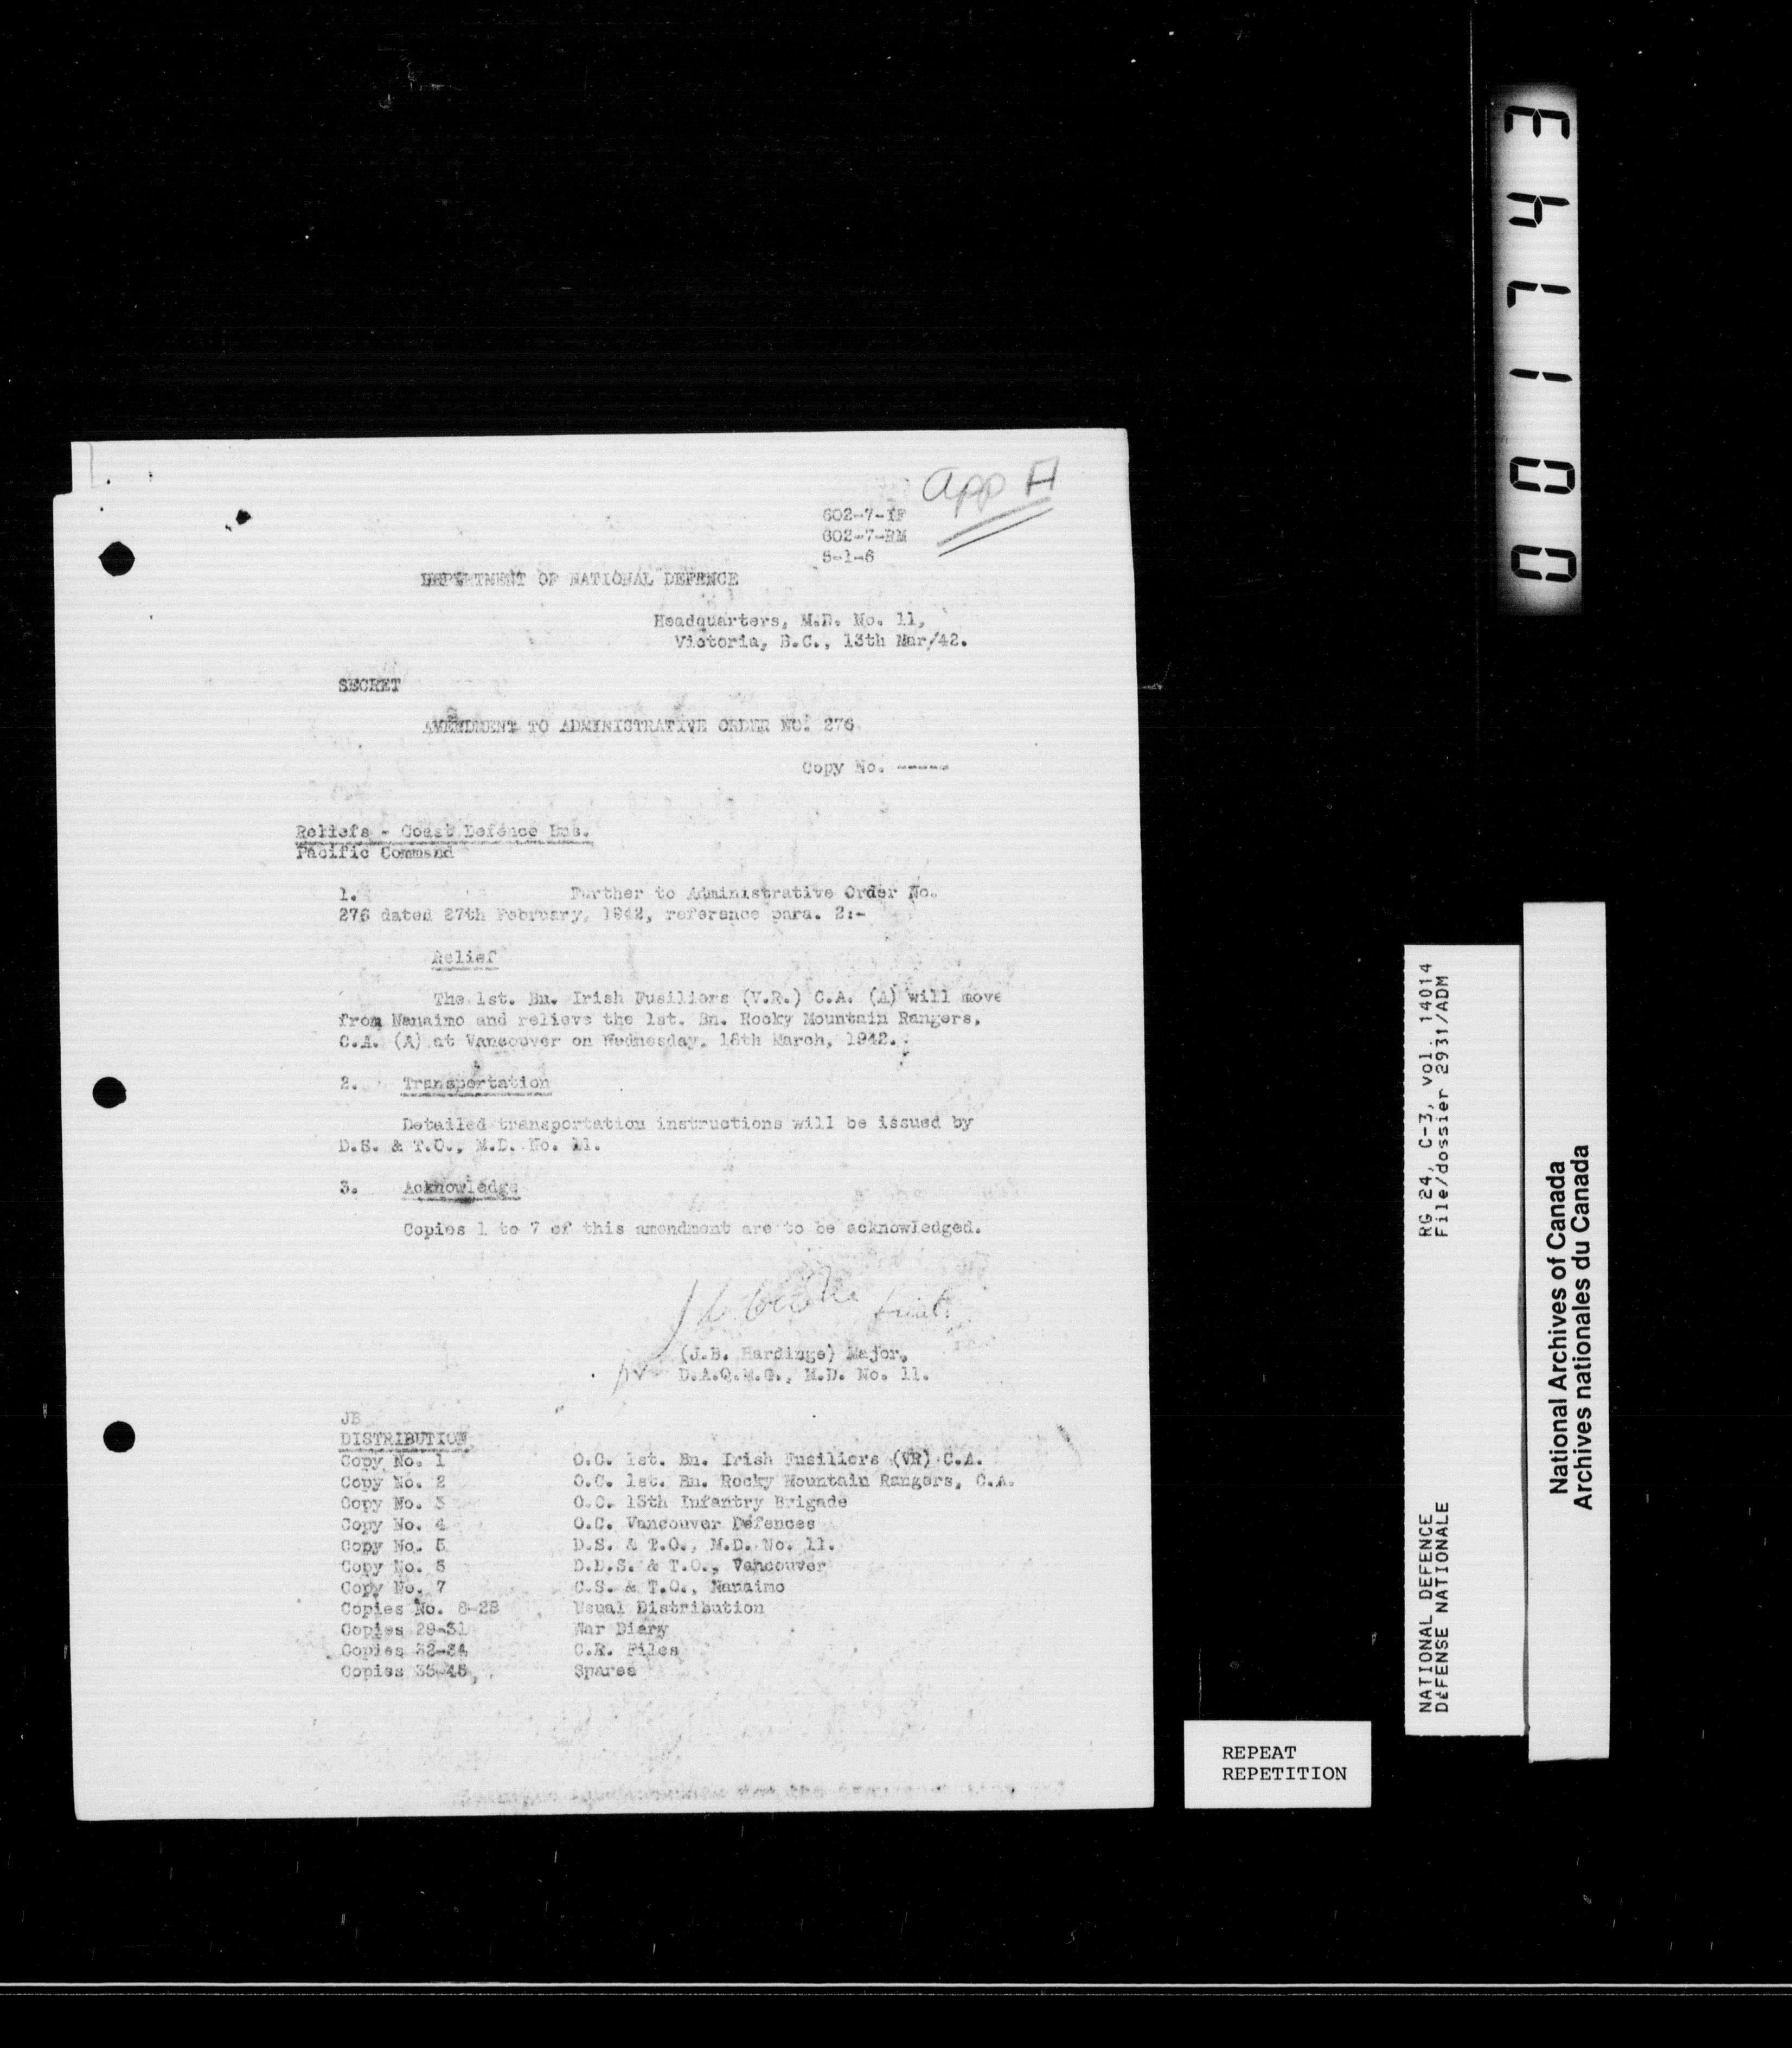 App A
602-7-IF
602-7-RM
S-1-6
DEPARTMENT OF NATIONAL DEFENCE
Headquarters, M.D. No. 11,
Victoria, B.C., 13th Mar/42.
SECRET
AMENDMENT TO ADMINISTRATIVE ORDER NO. 276
Copy No. -----
Reliefs - Coast Defence Bns.
Pacific Command
1. Further to Administrative Order No.
276 dated 27th February, 1942, reference para. 2:-
Relief
The 1st. Bn. Irish Fusiliers (V.R.) C.A. (A) will move
from Nanaimo and relieve the 1st. Bn. Rocky Mountain Rangers,
C.A. (A) at Vancouver on Wednesday, 18th March, 1942.
2. Transportation
Detailed transportation instructions will be issued by
D.S. & T.O., M.D. No. 11.
3. Acknowledge
Copies 1 to 7 of this amendment are to be acknowledged.
(J.B. Hardinge) Major,
D.A.Q.M.G., M.D. No. 11.
JB
DISTRIBUTION
Copy No. 1 O.C. 1st. Bn. Irish Fusiliers (VR) C.A.
Copy No. 2 O.C. 1st. Bn. Rocky Mountain Rangers, C.A.
Copy No. 3 O.C. 13th Infantry Brigade
Copy No. 4 O.C. Vancouver Defences
Copy No. 5 D.S. & T.O., M.D. No. 11.
Copy No. 6 D.D.S. & T.O., Vancouver
Copy No. 7 C.S. & T.O., Nanaimo
Copies No. 8-28 Usual Distribution
Copies 29-31 War Diary
Copies 32-34 C.R. Files
Copies 35-45 Spares
REPEAT
REPETITION
NATIONAL DEFENCE RG 24, C-3, vol. 14014
DÉFENSE NATIONALE File/dossier 2931/ADM
National Archives of Canada
Archives nationales du Canada
001743